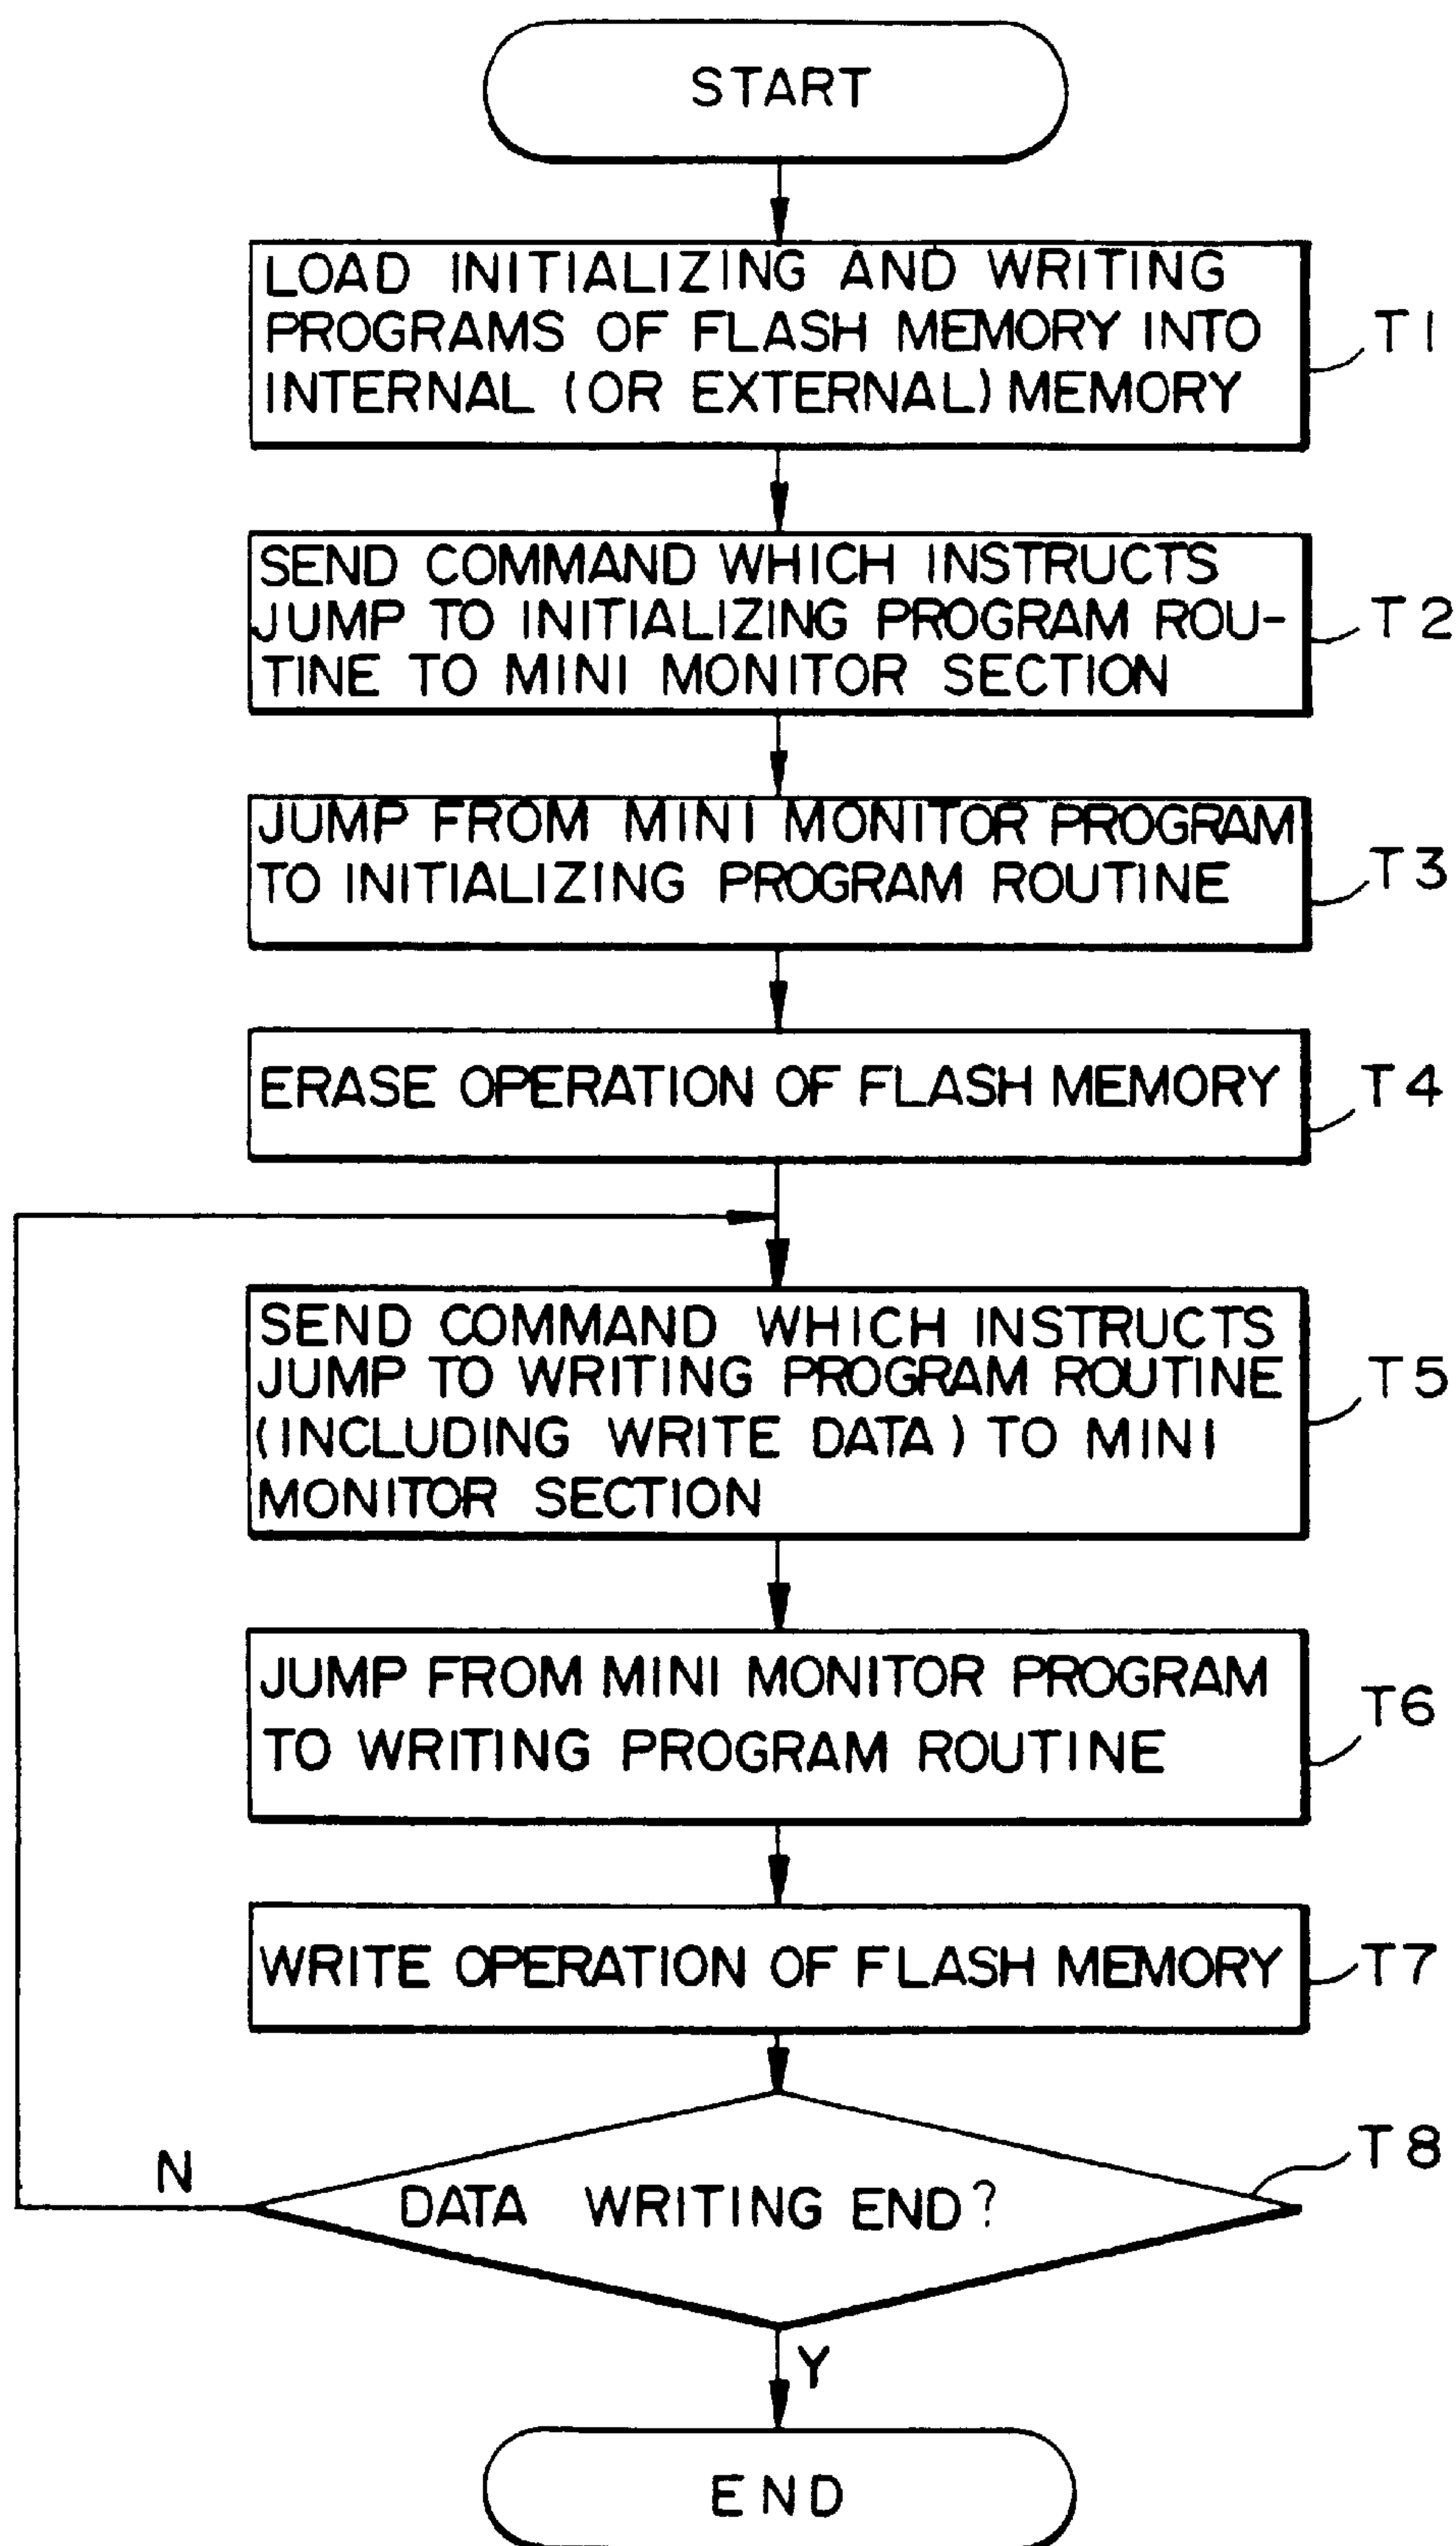 START
LOAD INITIALIZING AND WRITING
PROGRAMS OF FLASH MEMORY INTO
INTERNAL (OR EXTERNAL) MEMORY
T1
SEND COMMAND WHICH INSTRUCTS
JUMP TO INITIALIZING PROGRAM ROU-
TINE TO MINI MONITOR SECTION
T2
JUMP FROM MINI MONITOR PROGRAM
TO INITIALIZING PROGRAM ROUTINE
T3
ERASE OPERATION OF FLASH MEMORY
T4
SEND COMMAND WHICH INSTRUCTS
JUMP TO WRITING PROGRAM ROUTINE
(INCLUDING WRITE DATA) TO MINI
MONITOR SECTION
T5
JUMP FROM MINI MONITOR PROGRAM
TO WRITING PROGRAM ROUTINE
T6
WRITE OPERATION OF FLASH MEMORY
T7
N
DATA WRITING END?
T8
Y
END